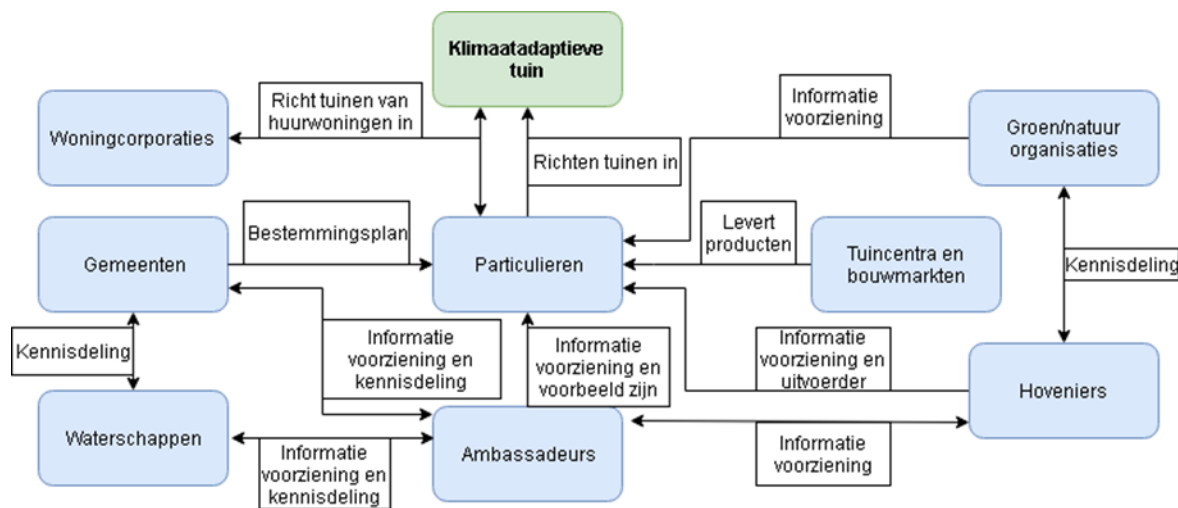 Klimaatadaptieve
tuin
Richt tuinen van
huurwoningen in
Informatie
voorziening
Woningcorporaties
Groen/natuur
organisaties
Richten tuinen in
Bestemmingsplan
Levert
producten
Gemeenten
Particulieren
Tuincentra en
bouwmarkten
Kennisdeling
Kennisdeling
Informatie
voorziening en
kennisdeling
Informatie
voorziening en
voorbeeld zijn
Informatie
voorziening en
uitvoerder
Hoveniers
Waterschappen
Ambassadeurs
Informatie
voorziening en
kennisdeling
Informatie
voorziening